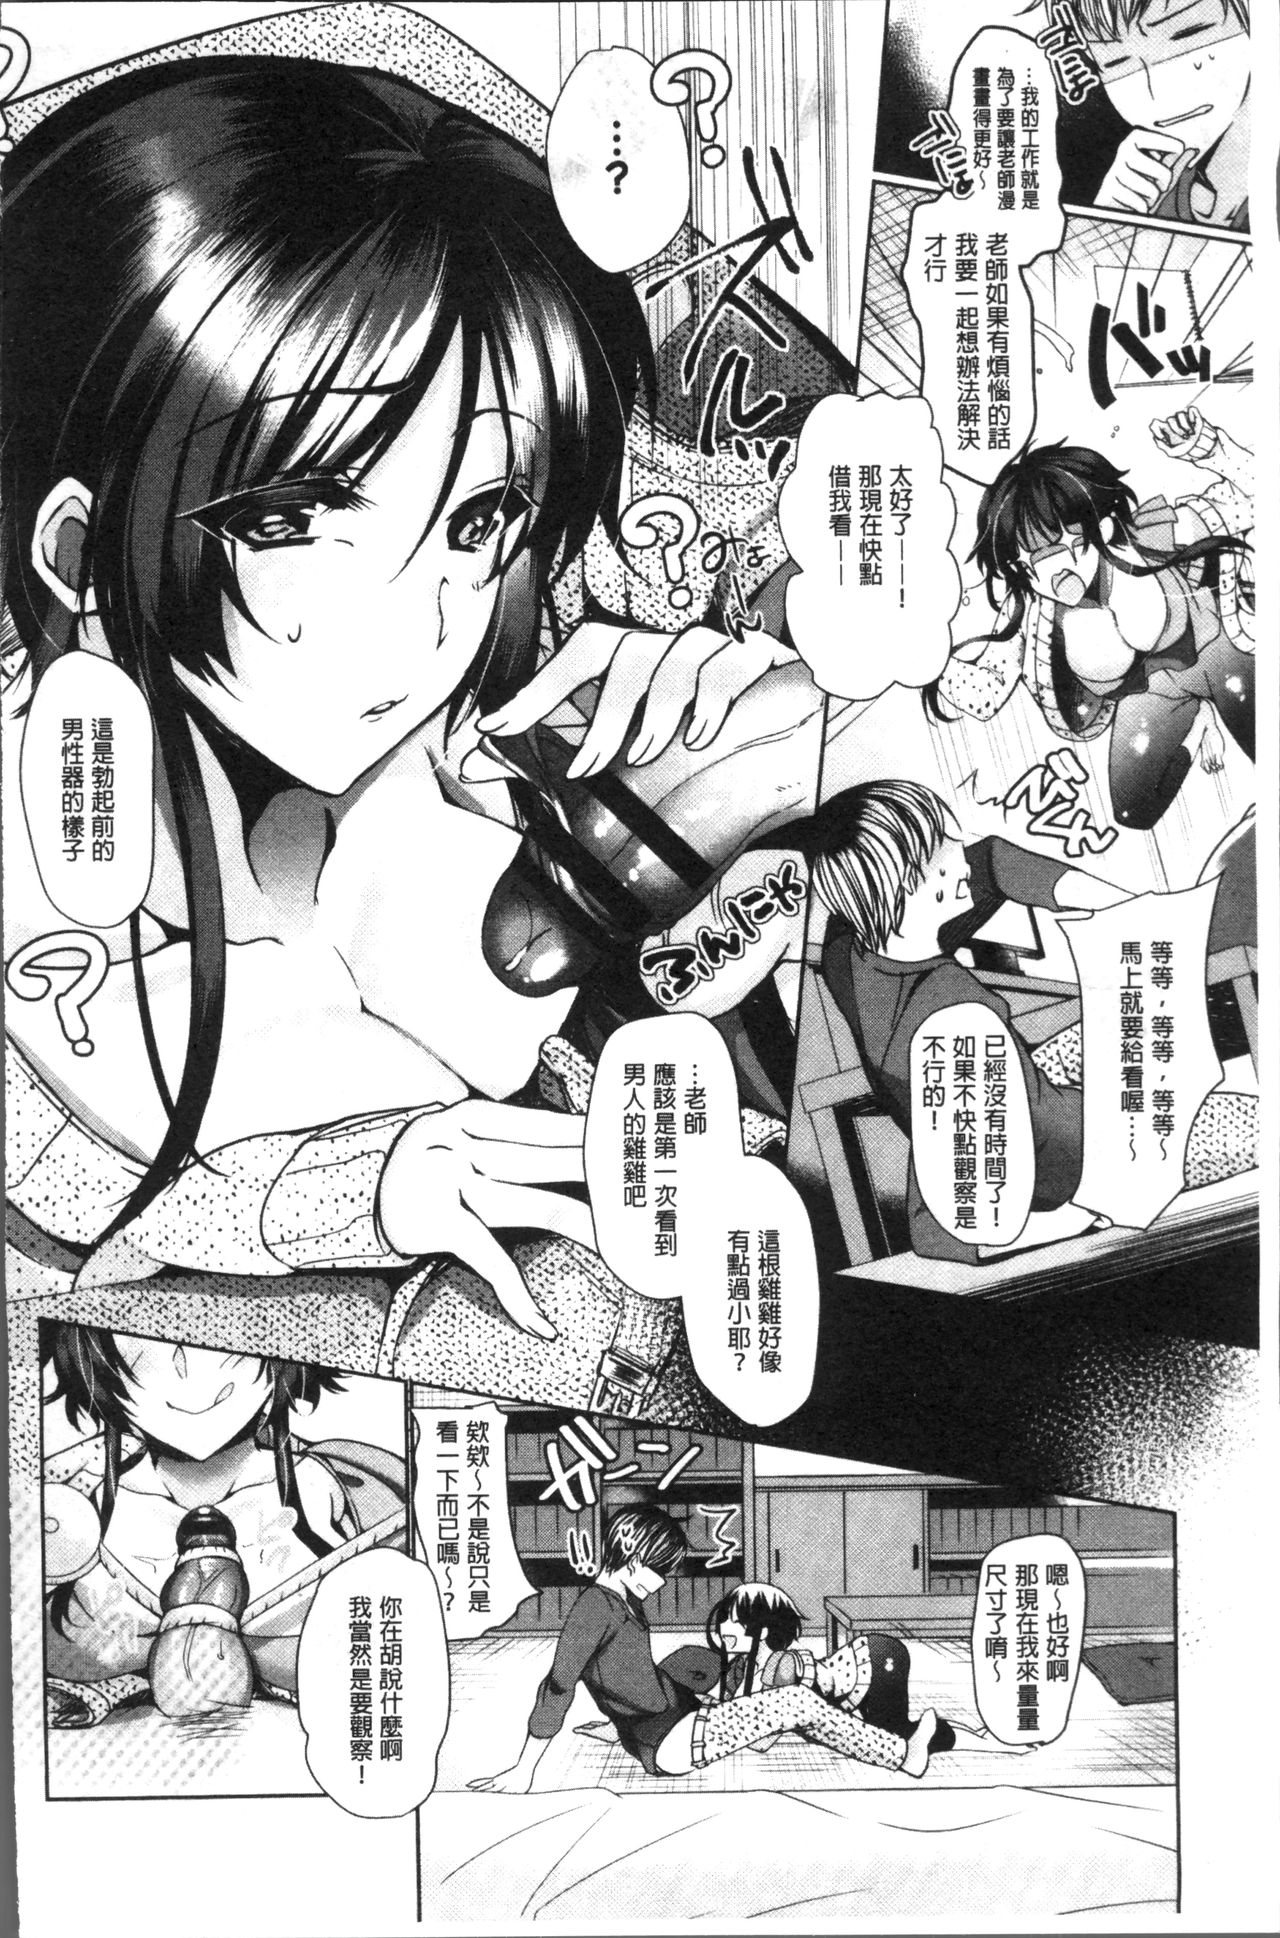 …我的工作就是
為了要讓老師漫
畫畫得更好～
老師如果有煩惱的話
我要一起想辦法解決
才行
太好了——！
那現在快點
借我看——
等等，等等，等等～
馬上就要給看喔…～
已經沒有時間了！
如果不快點觀察是
不行的！
…？
這是勃起前的
男性器的樣子
…老師
應該是第一次看到
男人的雞雞吧
這根雞雞好像
有點過小耶？
ふんにゃ
嗯～也好啊
那現在我來量量
尺寸了唷～
欸欸～不是說只是
看一下而已嗎～？
你在胡說什麼啊
我當然是要觀察！